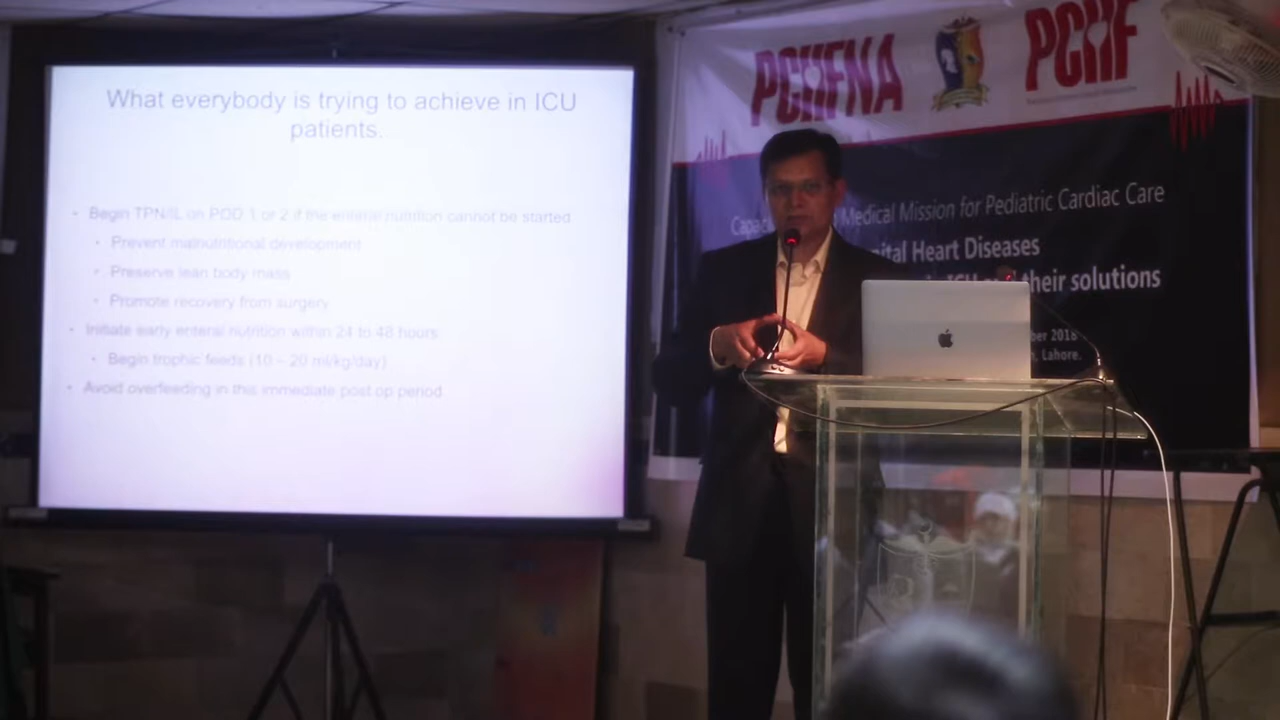 What everybody is trying to achieve in ICU
patients.
Begin TPN/IL on POD 1 or 2 if the enteral nutrition cannot be started
Prevent malnutritional development
Preserve lean body mass
Promote recovery from surgery
Initiate early enteral nutrition within 24 to 48 hours
Begin trophic feeds (10 – 20 ml/kg/day)
Avoid overfeeding in this immediate post op period
PCHFNA
PCHF
Medical Mission for Pediatric Cardiac Care
Heart Diseases
ICU their solutions
2018
Lahore.